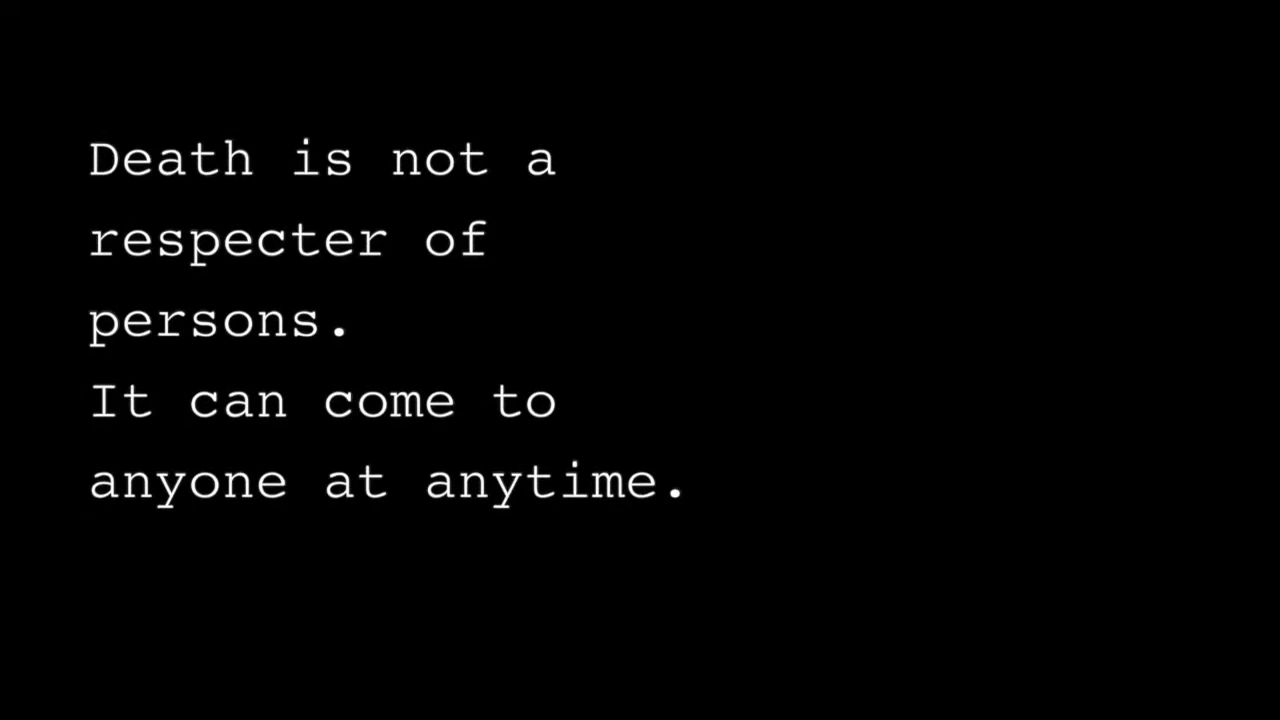 Death is not a
respecter of
persons.
It can come to
anyone at anytime.